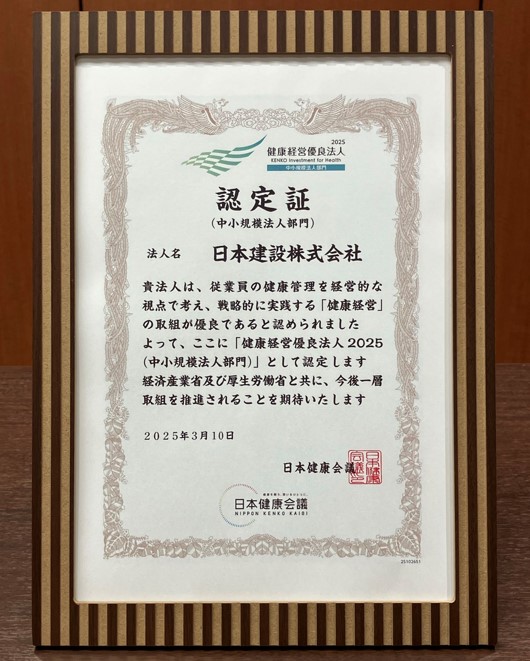 2025
健康経営優良法人
KENKO Investment for Health
中小規模法人部門
認定証
(中小規模法人部門)
法人名 日本建設株式会社
貴法人は、従業員の健康管理を経営的な
視点で考え、戦略的に実践する「健康経営」
の取組が優良であると認められました
よって、ここに「健康経営優良法人2025
(中小規模法人部門)」として認定します
経済産業省及び厚生労働省と共に、今後一層
取組を推進されることを期待いたします
2025年3月10日
日本健康会議
日本健康会議
NIPPON KENKO KAIGI